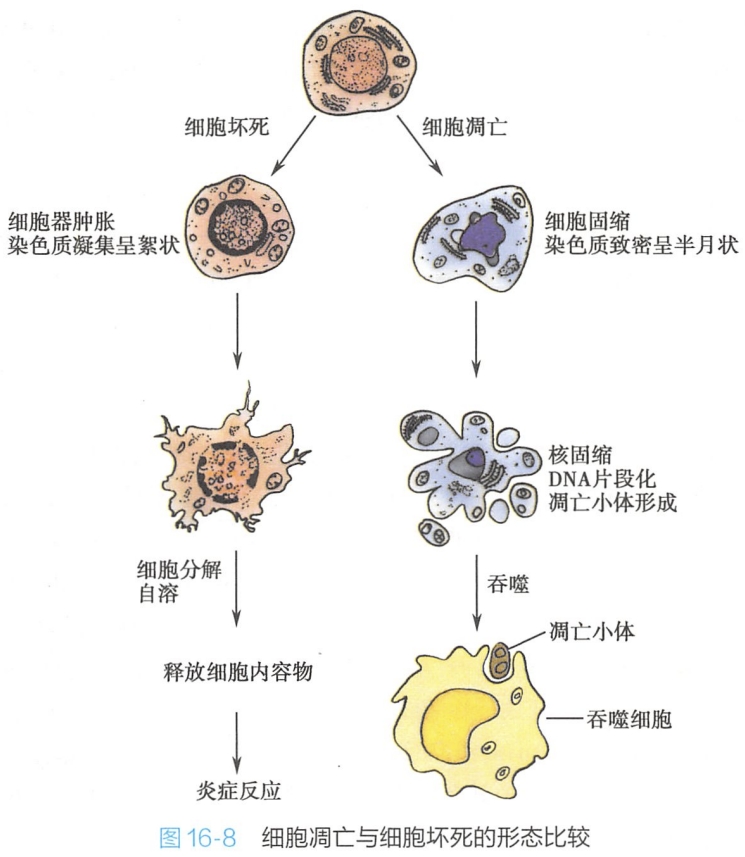 细胞坏死
细胞凋亡
细胞器肿胀
染色质凝集呈絮状
细胞固缩
染色质致密呈半月状
核固缩
DNA片段化
凋亡小体形成
细胞分解
自溶
吞噬
凋亡小体
释放细胞内容物
吞噬细胞
炎症反应
图16-8 细胞凋亡与细胞坏死的形态比较